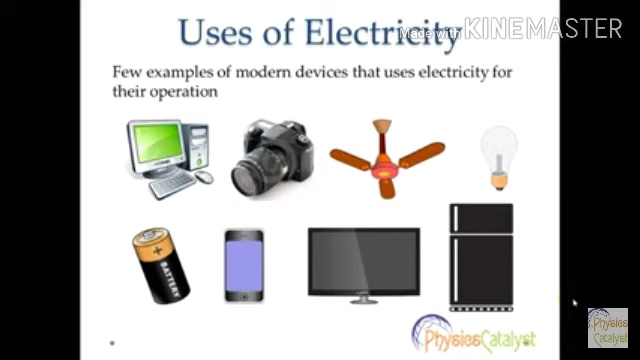 Uses of Electricity
Made with KINEMASTER
Few examples of modern devices that uses electricity for
their operation
BATTERY
PhysicsCatalyst
Physics
Catalyst